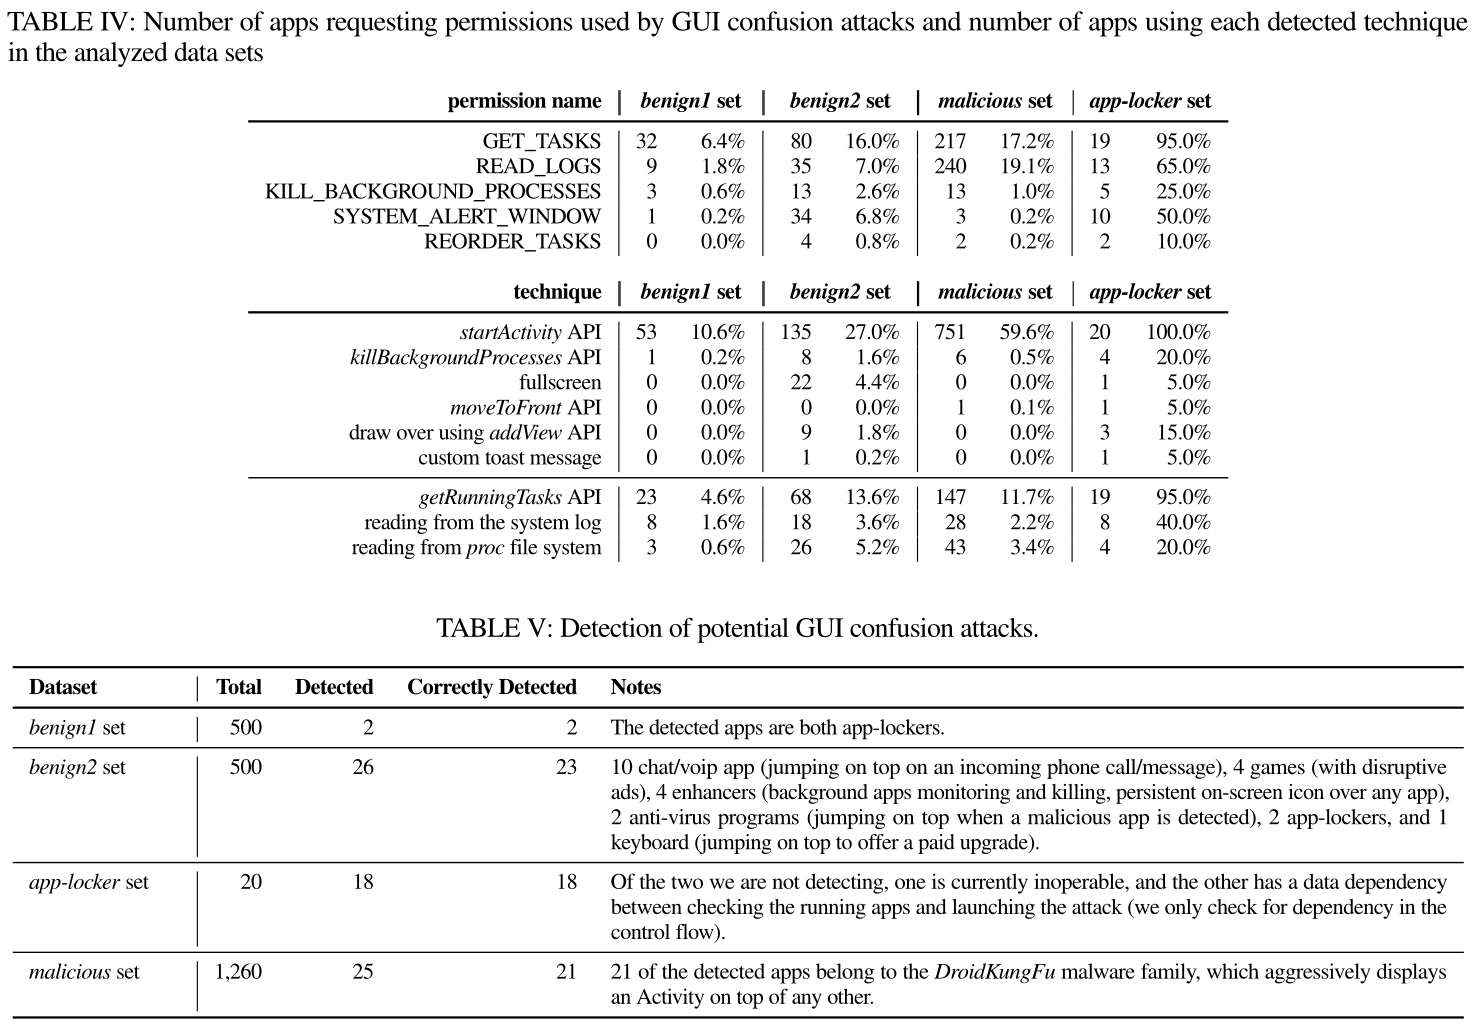 TABLE IV: Number of apps requesting permissions used by GUI confusion attacks and number of apps using each detected technique
in the analyzed data sets
permission name benign1 set benign2 set malicious set app-locker set
GET_TASKS 32 6.4% 80 16.0% 217 17.2% 19 95.0%
READ_LOGS 9 1.8% 35 7.0% 240 19.1% 13 65.0%
KILL_BACKGROUND_PROCESSES 3 0.6% 13 2.6% 13 1.0% 5 25.0%
SYSTEM_ALERT_WINDOW 1 0.2% 34 6.8% 3 0.2% 10 50.0%
REORDER_TASKS 0 0.0% 4 0.8% 2 0.2% 2 10.0%
technique benign1 set benign2 set malicious set app-locker set
startActivity API 53 10.6% 135 27.0% 751 59.6% 20 100.0%
killBackgroundProcesses API 1 0.2% 8 1.6% 6 0.5% 4 20.0%
fullscreen 0 0.0% 22 4.4% 0 0.0% 1 5.0%
moveToFront API 0 0.0% 0 0.0% 1 0.1% 1 5.0%
draw over using addView API 0 0.0% 9 1.8% 0 0.0% 3 15.0%
custom toast message 0 0.0% 1 0.2% 0 0.0% 1 5.0%
getRunningTasks API 23 4.6% 68 13.6% 147 11.7% 19 95.0%
reading from the system log 8 1.6% 18 3.6% 28 2.2% 8 40.0%
reading from proc file system 3 0.6% 26 5.2% 43 3.4% 4 20.0%
TABLE V: Detection of potential GUI confusion attacks.
Dataset Total Detected Correctly Detected Notes
benign1 set 500 2 2 The detected apps are both app-lockers.
benign2 set 500 26 23 10 chat/voip app (jumping on top on an incoming phone call/message), 4 games (with disruptive
ads), 4 enhancers (background apps monitoring and killing, persistent on-screen icon over any app),
2 anti-virus programs (jumping on top when a malicious app is detected), 2 app-lockers, and 1
keyboard (jumping on top to offer a paid upgrade).
app-locker set 20 18 18 Of the two we are not detecting, one is currently inoperable, and the other has a data dependency
between checking the running apps and launching the attack (we only check for dependency in the
control flow).
malicious set 1,260 25 21 21 of the detected apps belong to the DroidKungFu malware family, which aggressively displays
an Activity on top of any other.